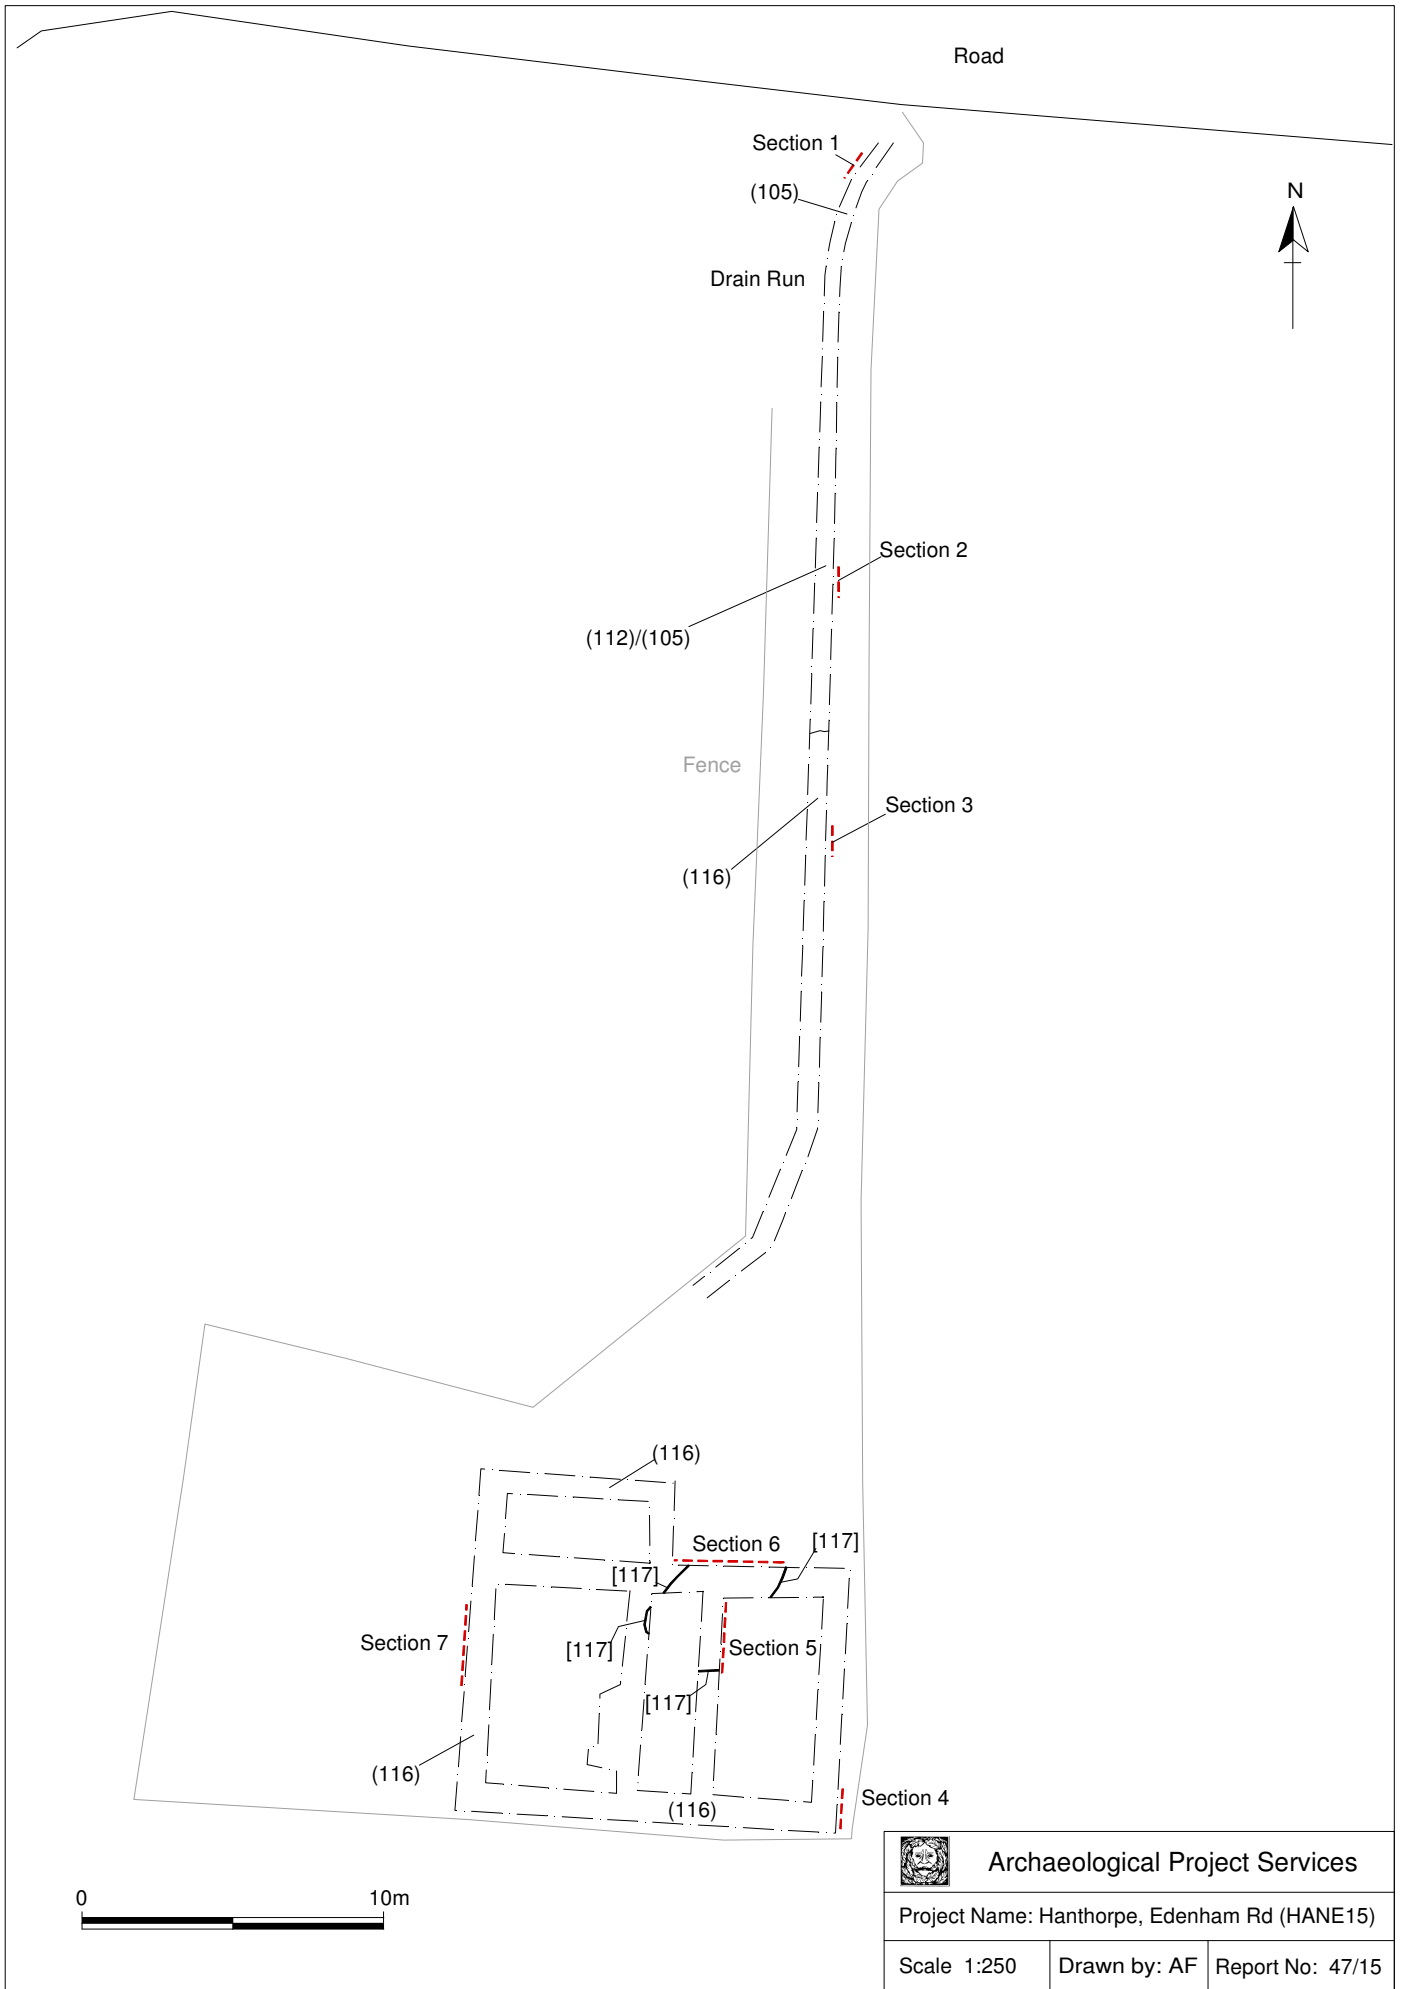 Road
Section 1
(105)
N
Drain Run
Section 2
(112)/(105)
Fence
Section 3
(116)
(116)
Section 6
[117]
[117]
Section 7
[117]
Section 5
[117]
(116)
Section 4
(116)
0 10m
Archaeological Project Services
Project Name: Hanthorpe, Edenham Rd (HANE15)
Scale 1:250
Drawn by: AF
Report No: 47/15